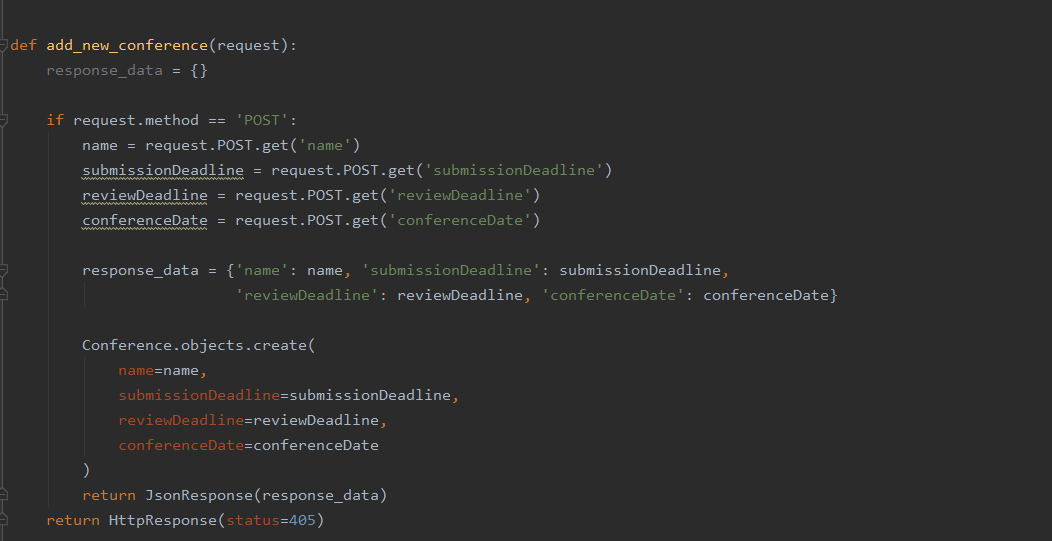 def add_new_conference(request):
    response_data = {}

    if request.method == 'POST':
        name = request.POST.get('name')
        submissionDeadline = request.POST.get('submissionDeadline')
        reviewDeadline = request.POST.get('reviewDeadline')
        conferenceDate = request.POST.get('conferenceDate')

        response_data = {'name': name, 'submissionDeadline': submissionDeadline,
                         'reviewDeadline': reviewDeadline, 'conferenceDate': conferenceDate}

        Conference.objects.create(
            name=name,
            submissionDeadline=submissionDeadline,
            reviewDeadline=reviewDeadline,
            conferenceDate=conferenceDate
        )
        return JsonResponse(response_data)
    return HttpResponse(status=405)